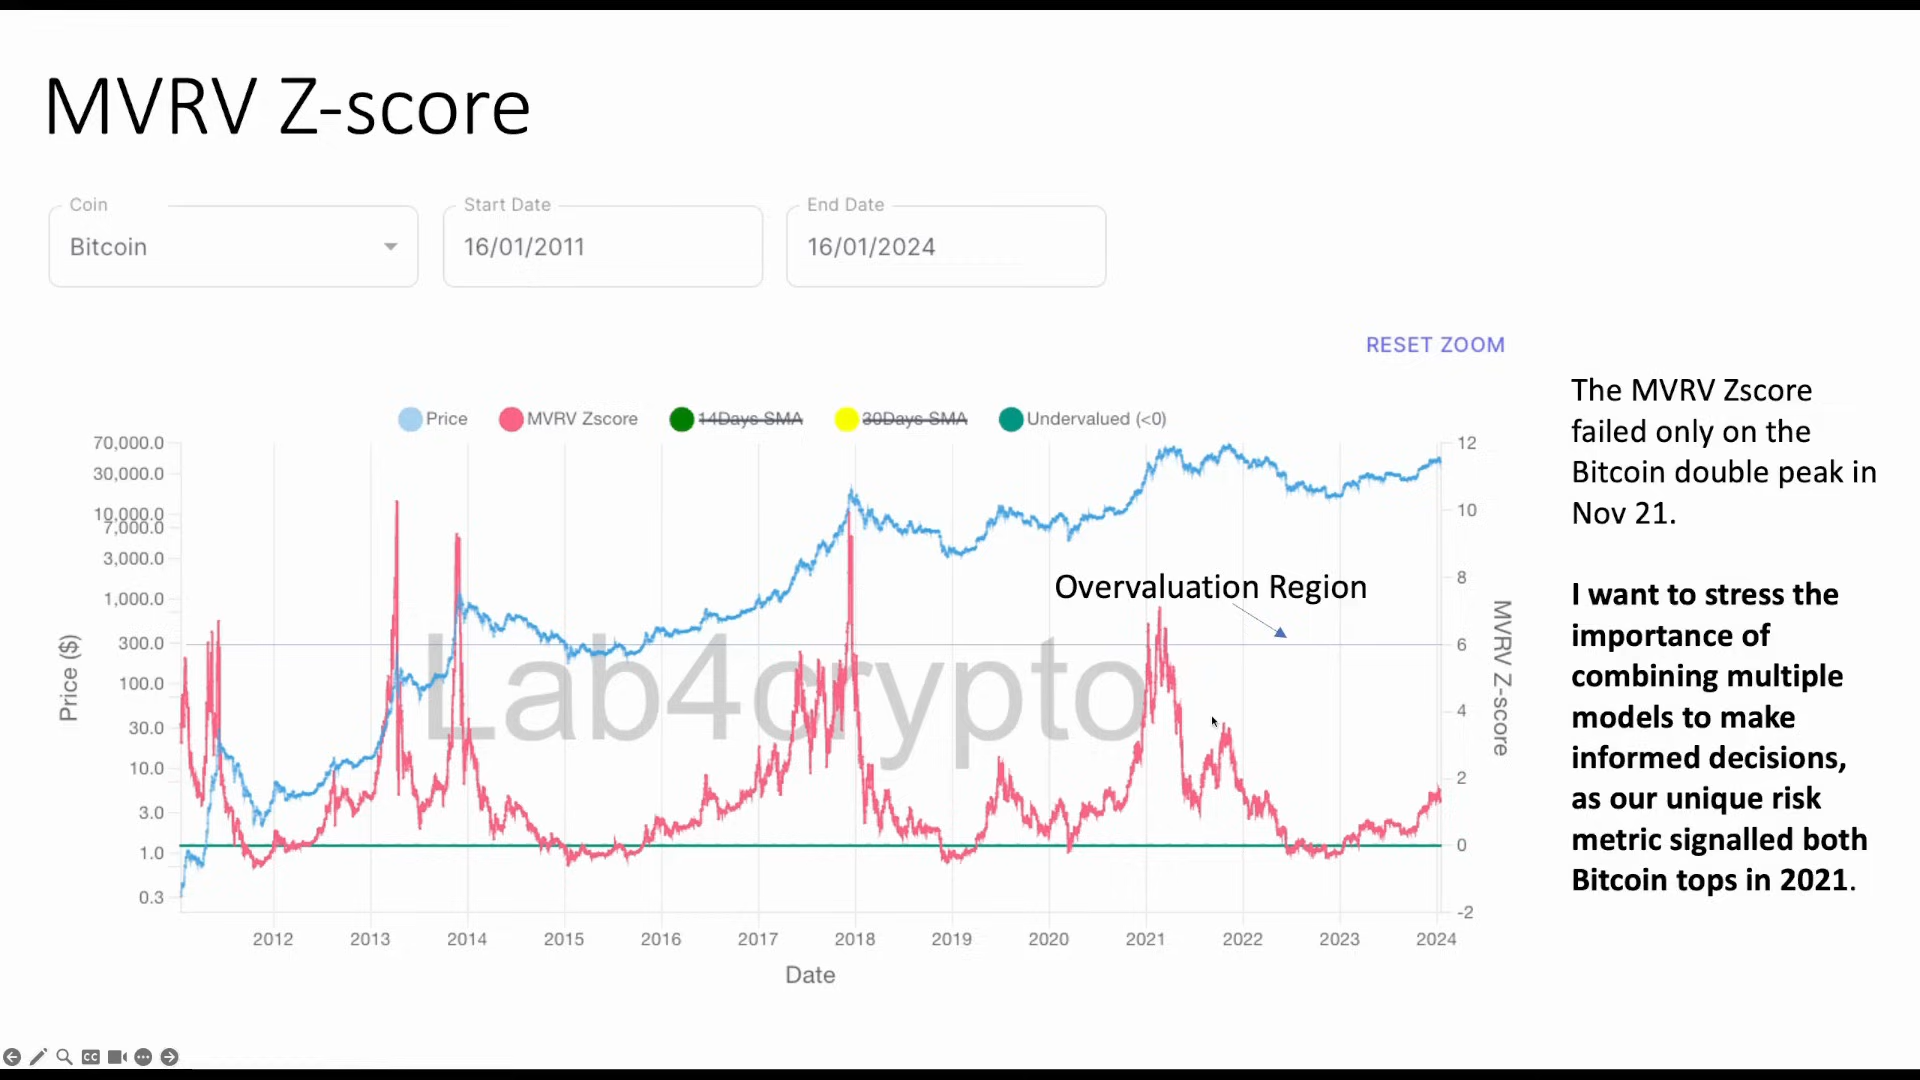 MVRV Z-score
Coin
Start Date
End Date
Bitcoin
16/01/2011
16/01/2024
RESET ZOOM
Price
MVRV Zscore
14Days SMA
30Days SMA
Undervalued (<0)
70,000.0
30,000.0
10,000.0
7,000.0
3,000.0
1,000.0
300.0
100.0
30.0
10.0
3.0
1.0
0.3
Price ($)
Overvaluation Region
Lab4crypto
12
10
8
6
4
2
0
-2
MVRV Z-score
2012
2013
2014
2015
2016
2017
2018
2019
2020
2021
2022
2023
2024
Date
The MVRV Zscore
failed only on the
Bitcoin double peak in
Nov 21.
I want to stress the
importance of
combining multiple
models to make
informed decisions,
as our unique risk
metric signalled both
Bitcoin tops in 2021.
CC